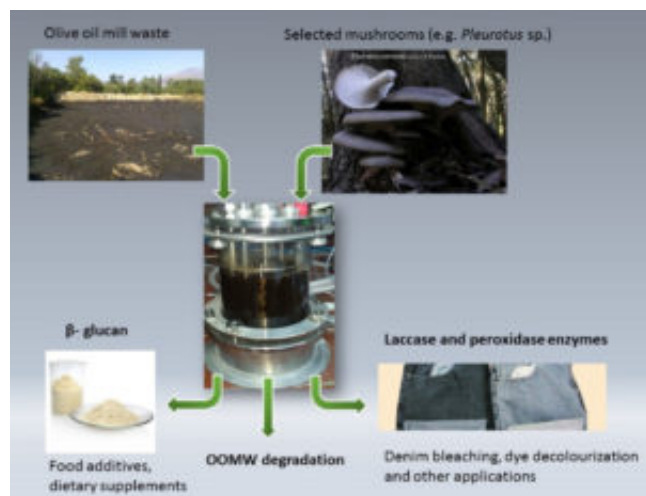 Olive oil mill waste
Selected mushrooms (e.g. Pleurotus sp.)
β- glucan
Laccase and peroxidase enzymes
OOMW degradation
Food additives,
dietary supplements
Denim bleaching, dye decolourization
and other applications